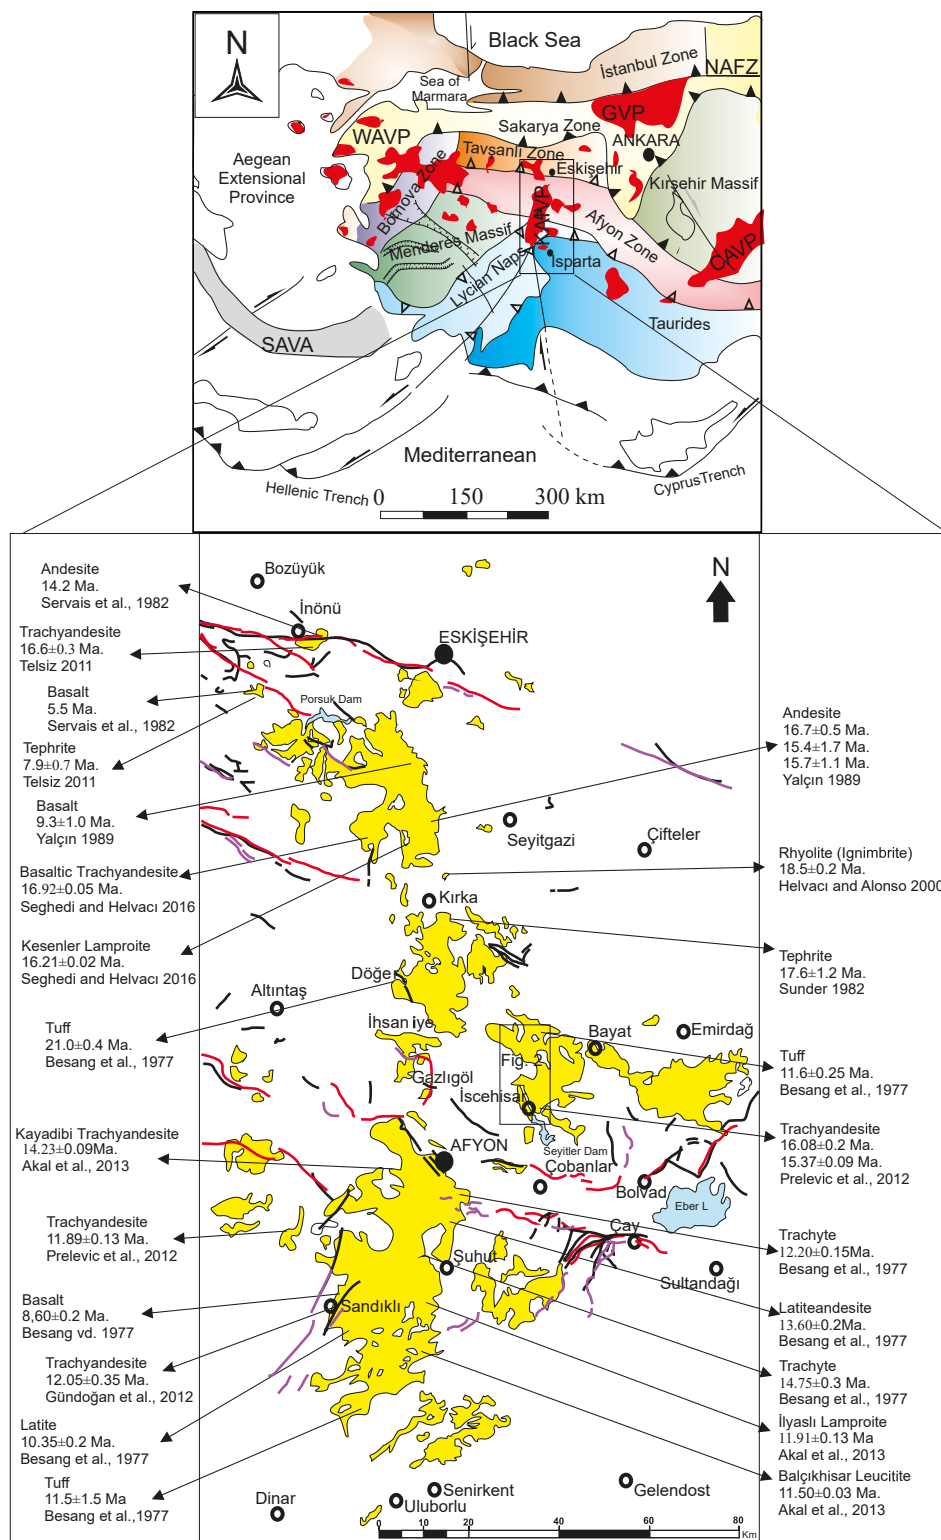 N
Black Sea
İstanbul Zone
NAFZ
Sea of
Marmara
GVP
WAVP
Sakarya Zone
ANKARA
Tavşanlı Zone
Eskişehir
Aegean
Extensional
Province
Bornova Zone
Kırşehir Massif
KAIVP
Afyon Zone
CAVP
Menderes Massif
Isparta
Lycian Naps
SAVA
Taurides
Mediterranean
Hellenic Trench
CyprusTrench
0 150 300 km
Andesite
14.2 Ma.
Servais et al., 1982
Trachyandesite
16.6±0.3 Ma.
Telsiz 2011
Basalt
5.5 Ma.
Servais et al., 1982
Tephrite
7.9±0.7 Ma.
Telsiz 2011
Basalt
9.3±1.0 Ma.
Yalçın 1989
Basaltic Trachyandesite
16.92±0.05 Ma.
Seghedi and Helvacı 2016
Kesenler Lamproite
16.21±0.02 Ma.
Seghedi and Helvacı 2016
Tuff
21.0±0.4 Ma.
Besang et al., 1977
Kayadibi Trachyandesite
14.23±0.09Ma.
Akal et al., 2013
Trachyandesite
11.89±0.13 Ma.
Prelevic et al., 2012
Basalt
8,60±0.2 Ma.
Besang vd. 1977
Trachyandesite
12.05±0.35 Ma.
Gündoğan et al., 2012
Latite
10.35±0.2 Ma.
Besang et al., 1977
Tuff
11.5±1.5 Ma
Besang et al.,1977
Bozüyük
N
İnönü
ESKİŞEHİR
Porsuk Dam
Seyitgazi
Çifteler
Kırka
Döğer
Altıntaş
İhsaniye
Bayat
Emirdağ
Fig. 2
Gazlıgöl
İscehisar
AFYON
Seyitler Dam
Çobanlar
Bolvad
Eber L
Çay
Şuhut
Sultandağı
Sandıklı
Senirkent
Gelendost
Uluborlu
Dinar
0 20 40 60 80
Km
Andesite
16.7±0.5 Ma.
15.4±1.7 Ma.
15.7±1.1 Ma.
Yalçın 1989
Rhyolite (Ignimbrite)
18.5±0.2 Ma.
Helvacı and Alonso 2000
Tephrite
17.6±1.2 Ma.
Sunder 1982
Tuff
11.6±0.25 Ma.
Besang et al., 1977
Trachyandesite
16.08±0.2 Ma.
15.37±0.09 Ma.
Prelevic et al., 2012
Trachyte
12.20±0.15Ma.
Besang et al., 1977
Latiteandesite
13.60±0.2Ma.
Besang et al., 1977
Trachyte
14.75±0.3 Ma.
Besang et al., 1977
İlyaslı Lamproite
11.91±0.13 Ma
Akal et al., 2013
Balçıkhisar Leucitite
11.50±0.03 Ma.
Akal et al., 2013